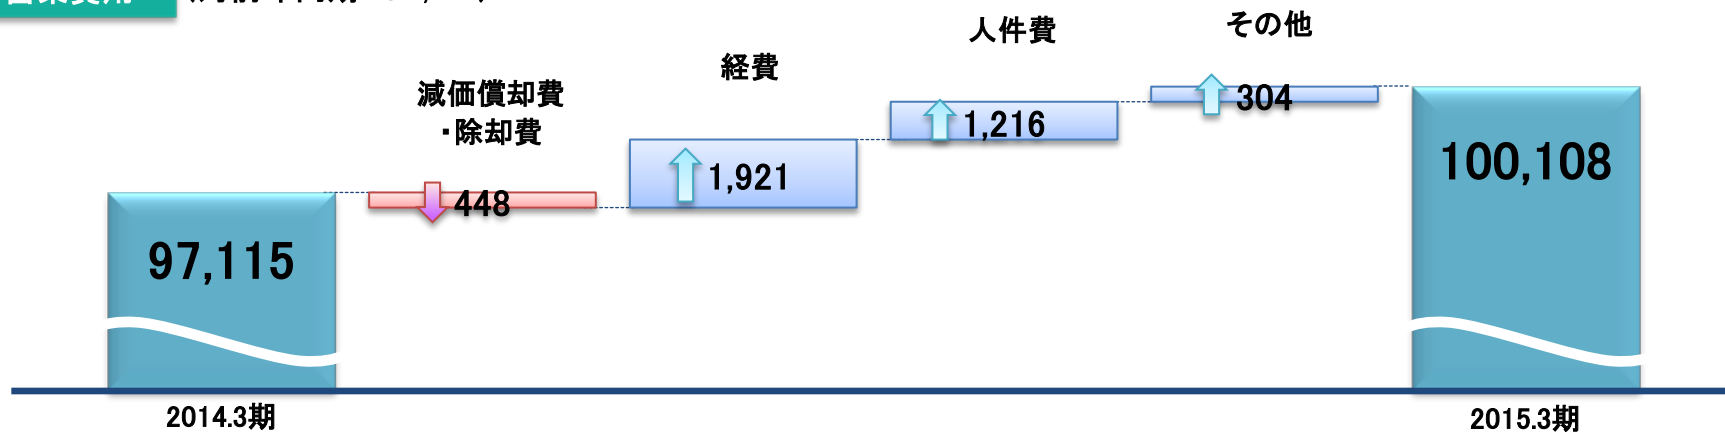 減価償却費
・除却費
経費
人件費
その他
97,115
448
1,921
1,216
304
100,108
2014.3期
2015.3期